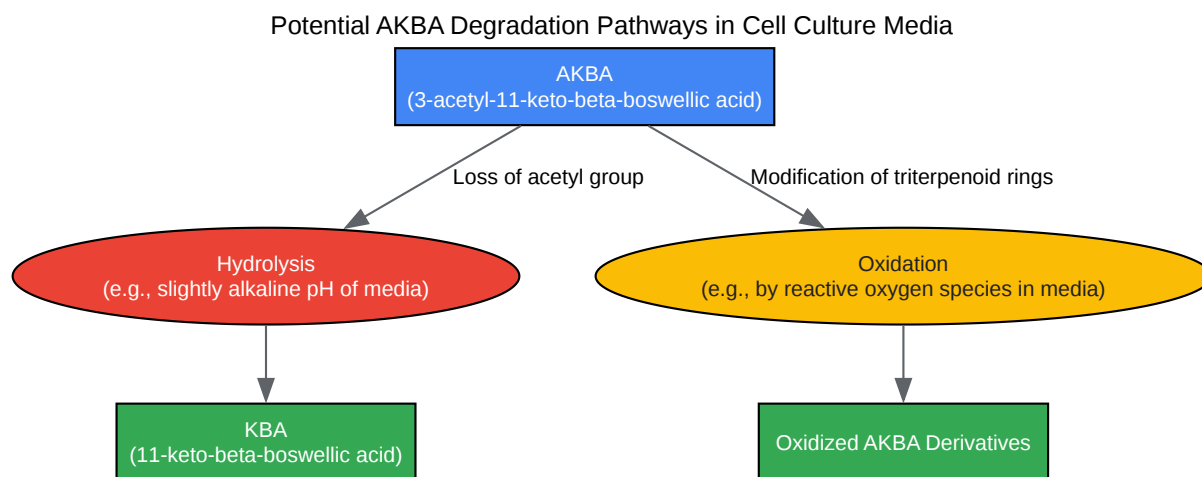 Potential AKBA Degradation Pathways in Cell Culture Media
AKBA
(3-acetyl-11-keto-beta-boswellic acid)
Loss of acetyl group
Modification of triterpenoid rings
Hydrolysis
(e.g., slightly alkaline pH of media)
Oxidation
(e.g., by reactive oxygen species in media)
KBA
(11-keto-beta-boswellic acid)
Oxidized AKBA Derivatives